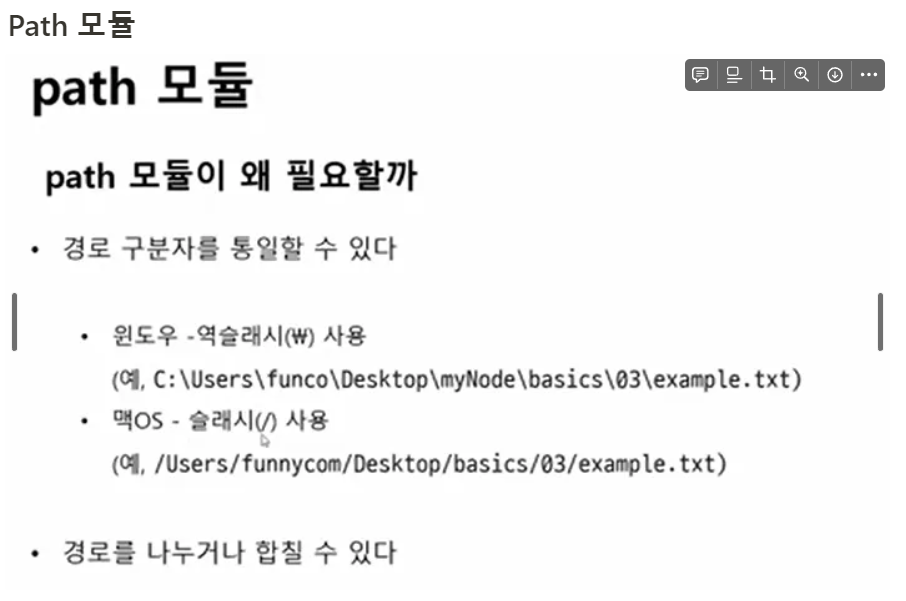 Path 모듈
path 모듈
path 모듈이 왜 필요할까
• 경로 구분자를 통일할 수 있다
• 윈도우 -역슬래시(₩) 사용
(예, C:\Users\funco\Desktop\myNode\basics\03\example.txt)
• 맥OS - 슬래시(/) 사용
(예, /Users/funnycom/Desktop/basics/03/example.txt)
• 경로를 나누거나 합칠 수 있다